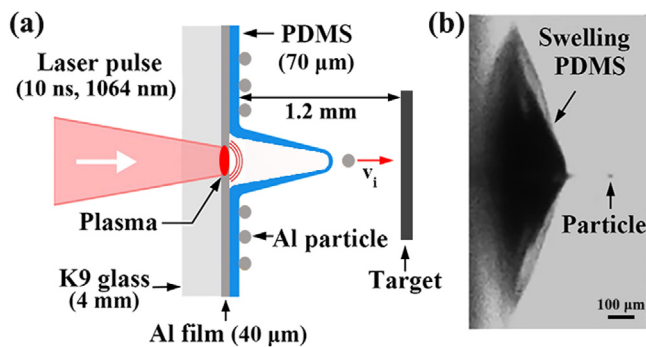 (a)
PDMS
(70 μm)
Laser pulse
(10 ns, 1064 nm)
1.2 mm
vi
Plasma
Al particle
K9 glass
(4 mm)
Target
Al film (40 μm)
(b)
Swelling
PDMS
Particle
100 μm